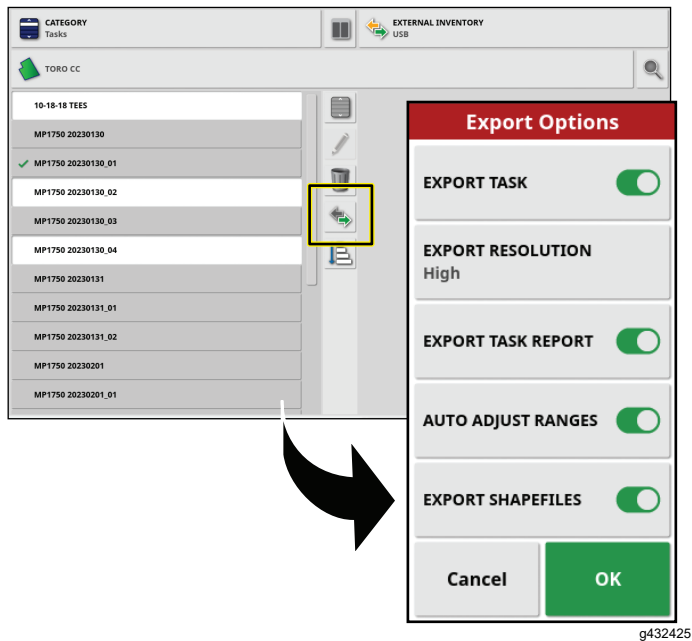 CATEGORY
Tasks
EXTERNAL INVENTORY
USB
TORO CC
10-18-18 TEES
MP1750 20230130
MP1750 20230130_01
MP1750 20230130_02
MP1750 20230130_03
MP1750 20230130_04
MP1750 20230131
MP1750 20230131_01
MP1750 20230131_02
MP1750 20230201
MP1750 20230201_01
Export Options
EXPORT TASK
EXPORT RESOLUTION
High
EXPORT TASK REPORT
AUTO ADJUST RANGES
EXPORT SHAPEFILES
Cancel
OK
g432425